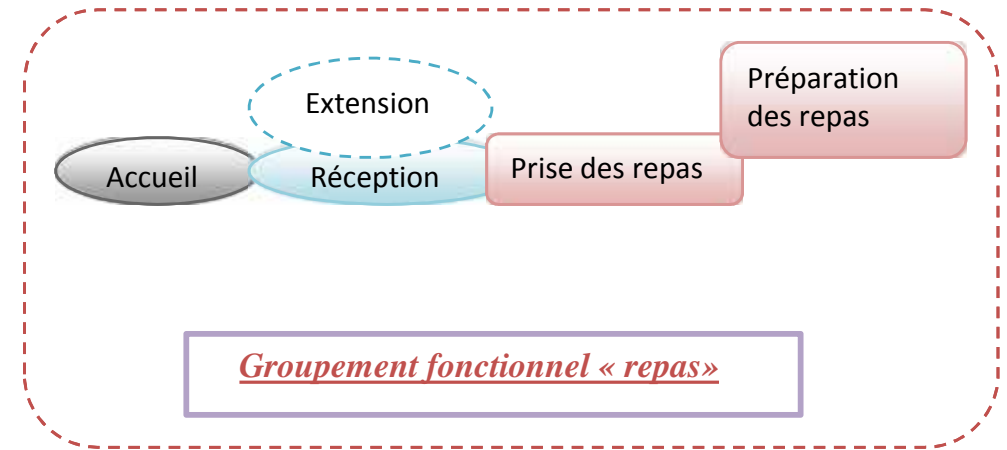 Préparation
des repas
Extension
Accueil
Réception
Prise des repas
Groupement fonctionnel « repas»